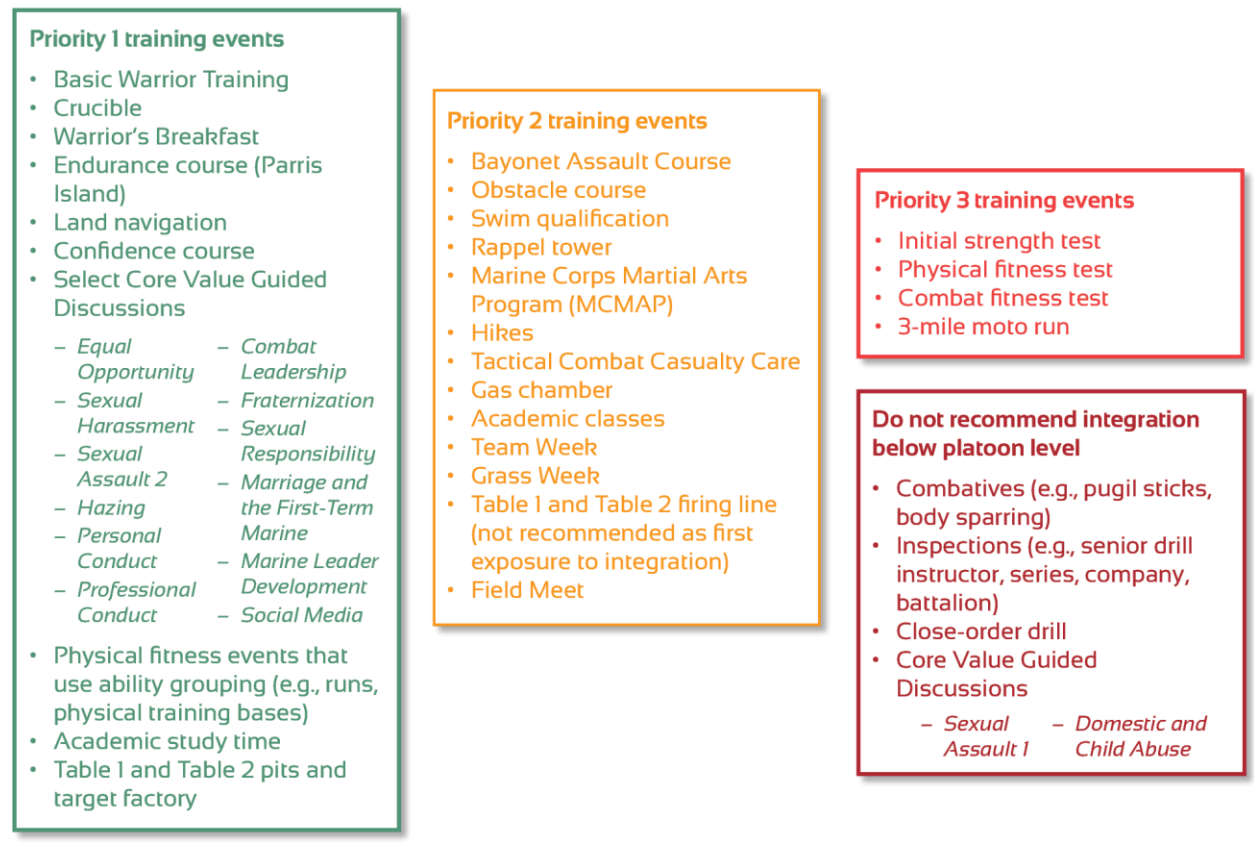 Priority 1 training events
• Basic Warrior Training
• Crucible
• Warrior's Breakfast
• Endurance course (Parris
Island)
• Land navigation
• Confidence course
• Select Core Value Guided
Discussions
– Equal
Opportunity
– Sexual
Harassment
– Sexual
Assault 2
– Hazing
– Personal
Conduct
– Professional
Conduct
– Combat
Leadership
– Fraternization
– Sexual
Responsibility
– Marriage and
the First-Term
Marine
– Marine Leader
Development
– Social Media
• Physical fitness events that
use ability grouping (e.g., runs,
physical training bases)
• Academic study time
• Table 1 and Table 2 pits and
target factory
Priority 2 training events
• Bayonet Assault Course
• Obstacle course
• Swim qualification
• Rappel tower
• Marine Corps Martial Arts
Program (MCMAP)
• Hikes
• Tactical Combat Casualty Care
• Gas chamber
• Academic classes
• Team Week
• Grass Week
• Table 1 and Table 2 firing line
(not recommended as first
exposure to integration)
• Field Meet
Priority 3 training events
• Initial strength test
• Physical fitness test
• Combat fitness test
• 3-mile moto run
Do not recommend integration
below platoon level
• Combatives (e.g., pugil sticks,
body sparring)
• Inspections (e.g., senior drill
instructor, series, company,
battalion)
• Close-order drill
• Core Value Guided
Discussions
– Sexual
Assault 1
– Domestic and
Child Abuse